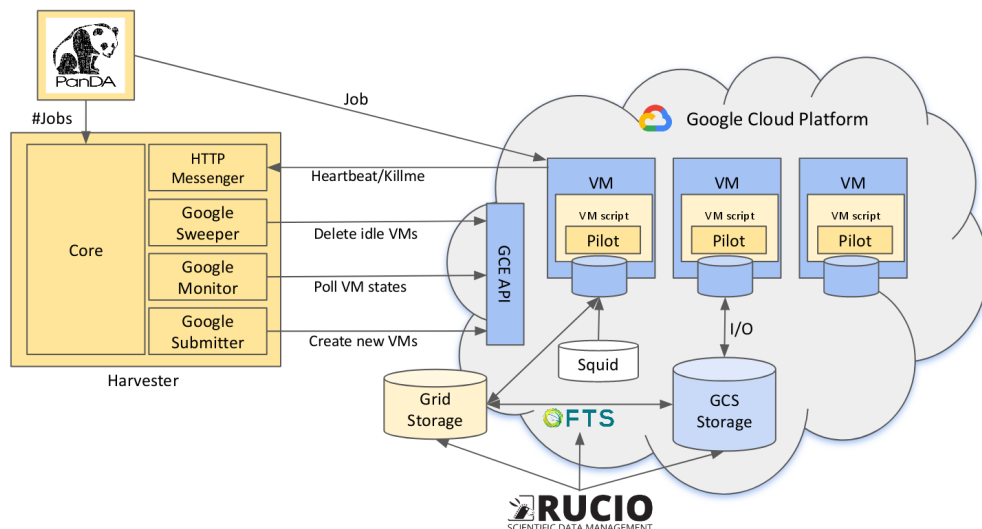 PanDA
#Jobs
Job
Google Cloud Platform
Core
HTTP
Messenger
Heartbeat/Killme
Google
Sweeper
Delete idle VMs
Google
Monitor
Poll VM states
Google
Submitter
Create new VMs
Harvester
GCE API
VM
VM script
Pilot
VM
VM script
Pilot
VM
VM script
Pilot
I/O
Squid
Grid
Storage
FTS
GCS
Storage
RUCIO
SCIENTIFIC DATA MANAGEMENT